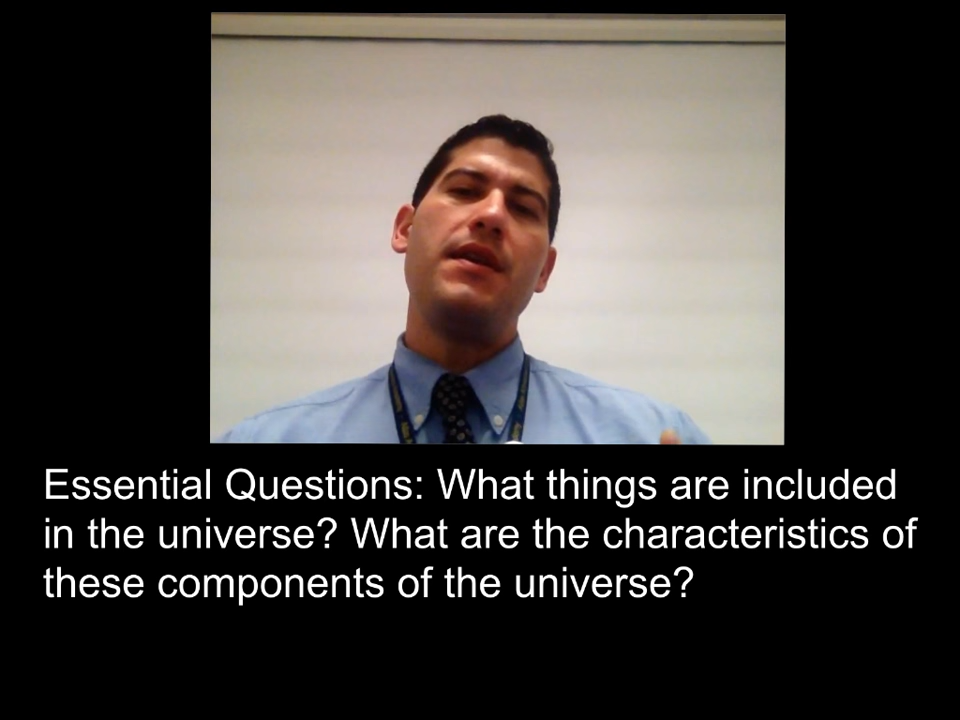 Essential Questions: What things are included
in the universe? What are the characteristics of
these components of the universe?